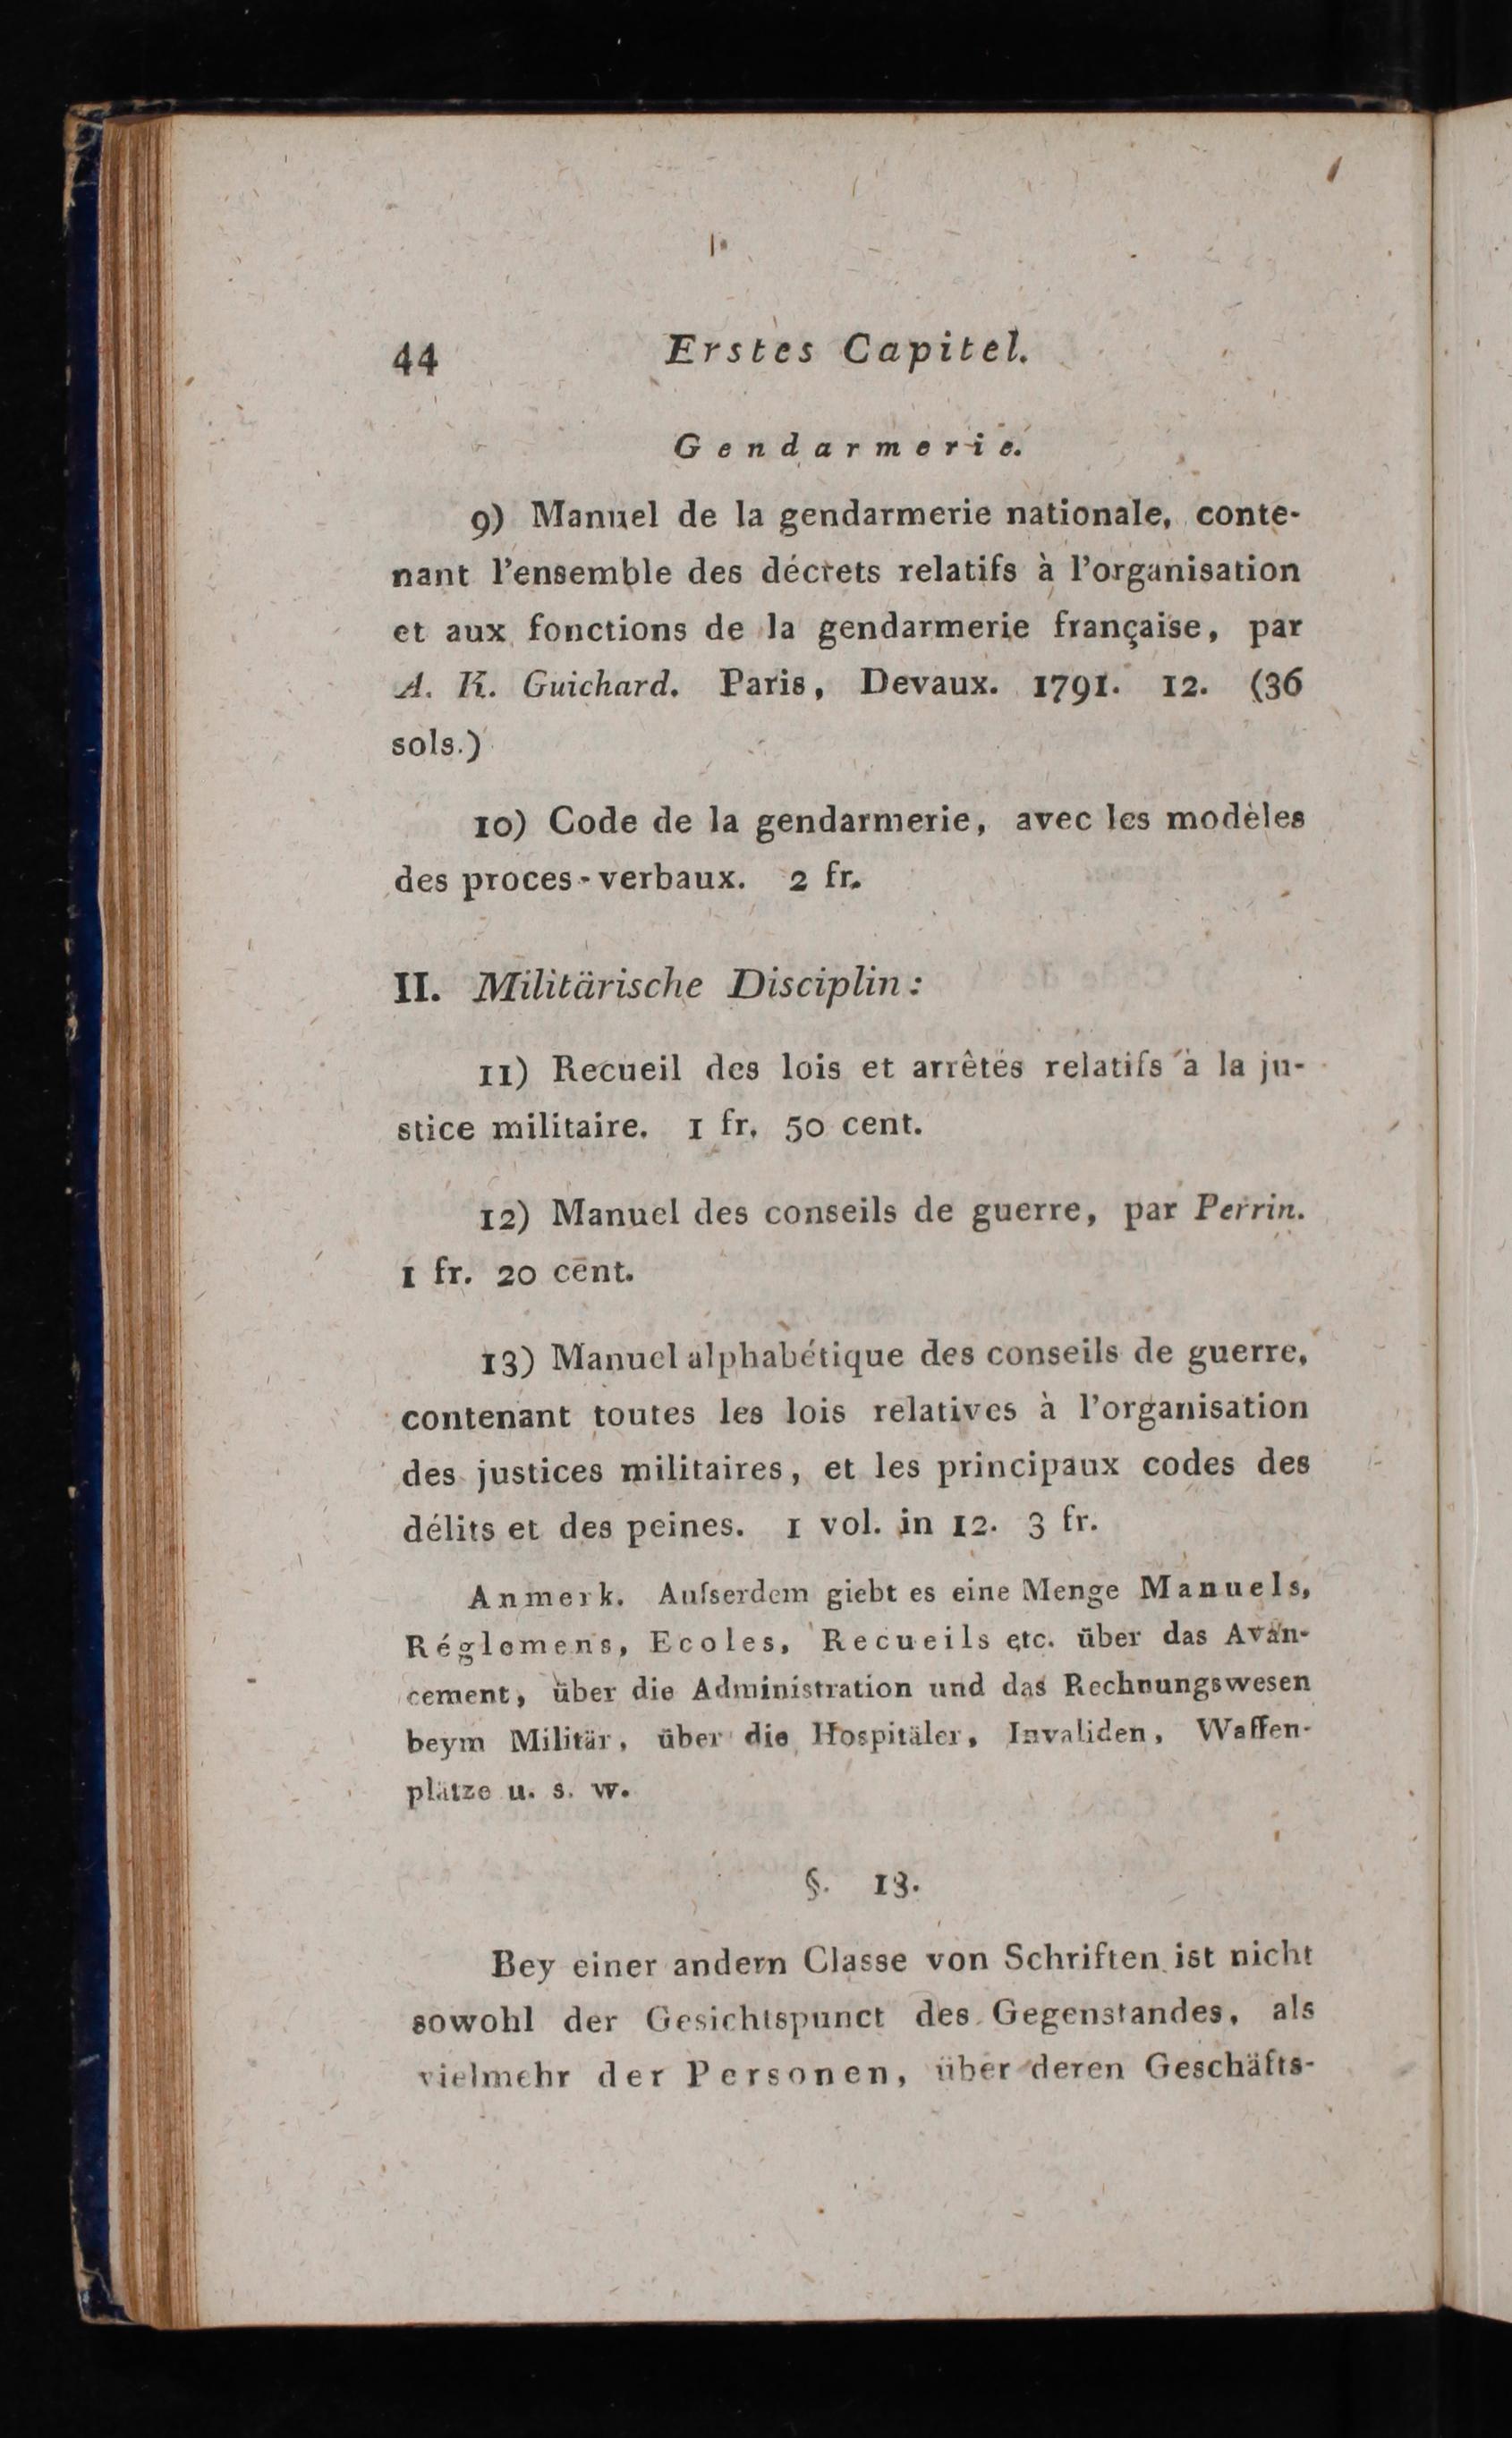 44 Erstes Capitel.
Gendarmerie.
9) Manuel de la gendarmerie nationale, conte-
nant l'ensemble des décrets relatifs à l'organisation
et aux fonctions de la gendarmerie française, par
A. K. Guichard. Paris, Devaux. 1791. 12. (36
sols.)
10) Code de la gendarmerie, avec les modèles
des proces-verbaux. 2 fr.
II. Militärische Disciplin:
11) Recueil des lois et arrêtés relatifs à la ju-
stice militaire. 1 fr. 50 cent.
12) Manuel des conseils de guerre, par Perrin.
1 fr. 20 cent.
13) Manuel alphabétique des conseils de guerre,
contenant toutes les lois relatives à l'organisation
des justices militaires, et les principaux codes des
délits et des peines. 1 vol. in 12. 3 fr.
Anmerk. Aufserdem giebt es eine Menge Manuels,
Réglemens, Ecoles, Recueils etc. über das Avan-
cement, über die Administration und das Rechnungswesen
beym Militär, über die Hospitäler, Invaliden, Waffen-
plätze u. s. w.
§. 13.
Bey einer andern Classe von Schriften ist nicht
sowohl der Gesichtspunct des Gegenstandes, als
vielmehr der Personen, über deren Geschäfts-